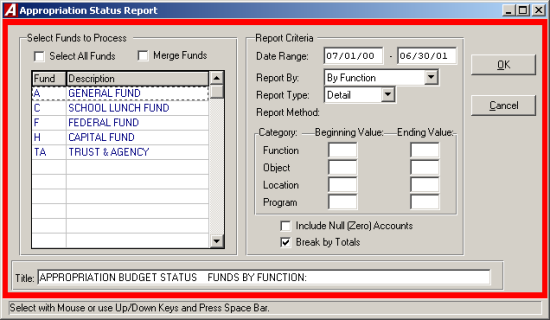 Appropriation Status Report
Select Funds to Process
Select All Funds
Merge Funds
Fund Description
A GENERAL FUND
C SCHOOL LUNCH FUND
F FEDERAL FUND
H CAPITAL FUND
TA TRUST & AGENCY
Report Criteria
Date Range: 07/01/00 - 06/30/01
Report By: By Function
Report Type: Detail
Report Method:
Category: Beginning Value: Ending Value:
Function
Object
Location
Program
Include Null (Zero) Accounts
Break by Totals
OK
Cancel
Title: APPROPRIATION BUDGET STATUS FUNDS BY FUNCTION:
Select with Mouse or use Up/Down Keys and Press Space Bar.